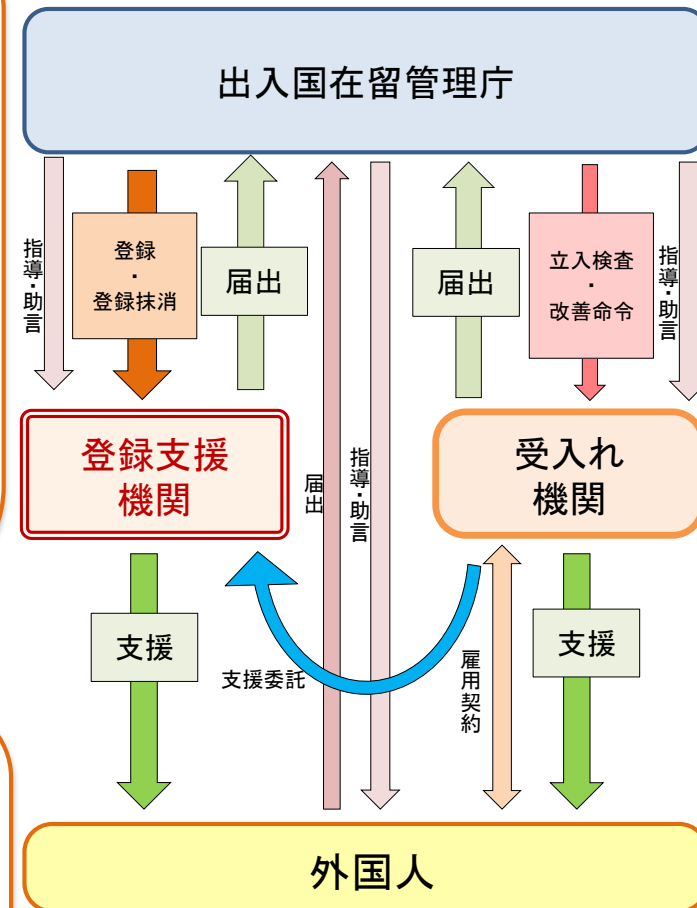 出入国在留管理庁
指導・助言
登録
・
登録抹消
届出
届出
立入検査
・
改善命令
指導・助言
登録支援
機関
届出
指導・助言
受入れ
機関
支援
支援委託
雇用契約
支援
外国人